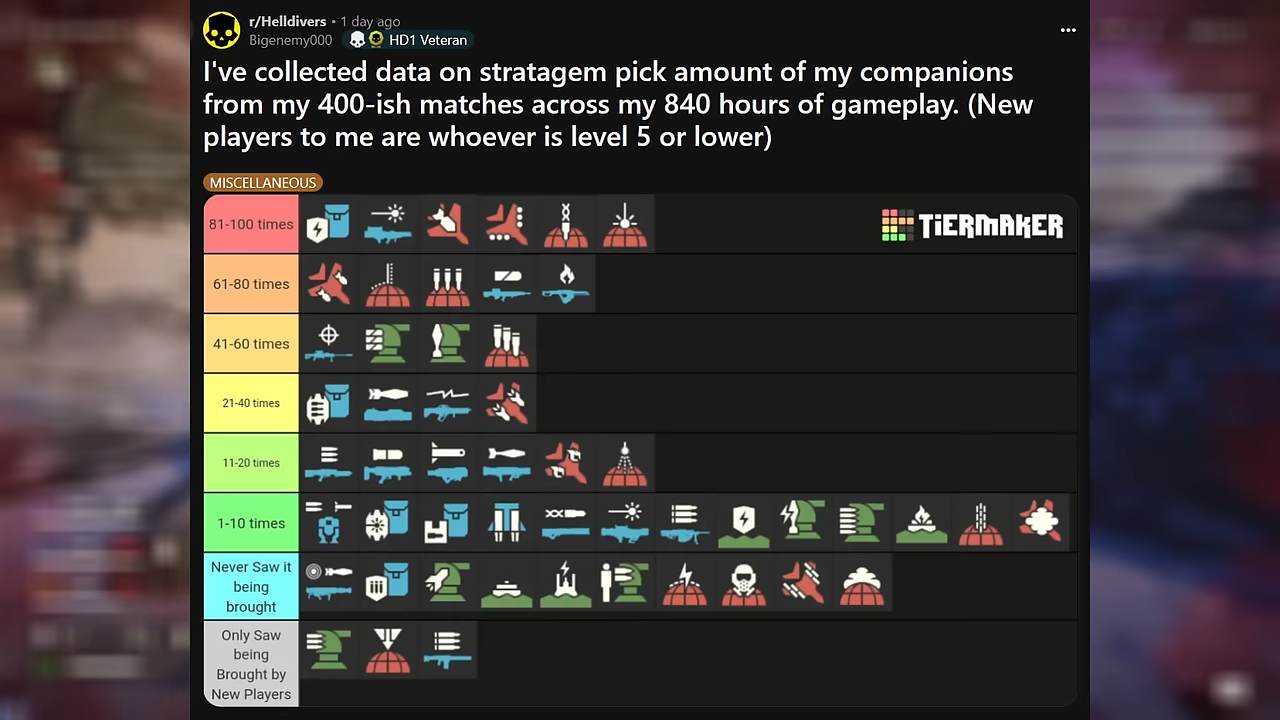 r/Helldivers • 1 day ago
Bigenemy000 HD1 Veteran
I've collected data on stratagem pick amount of my companions
from my 400-ish matches across my 840 hours of gameplay. (New
players to me are whoever is level 5 or lower)
MISCELLANEOUS
81-100 times
TiERMAKER
61-80 times
41-60 times
21-40 times
11-20 times
1-10 times
Never Saw it
being
brought
Only Saw
being
Brought by
New Players